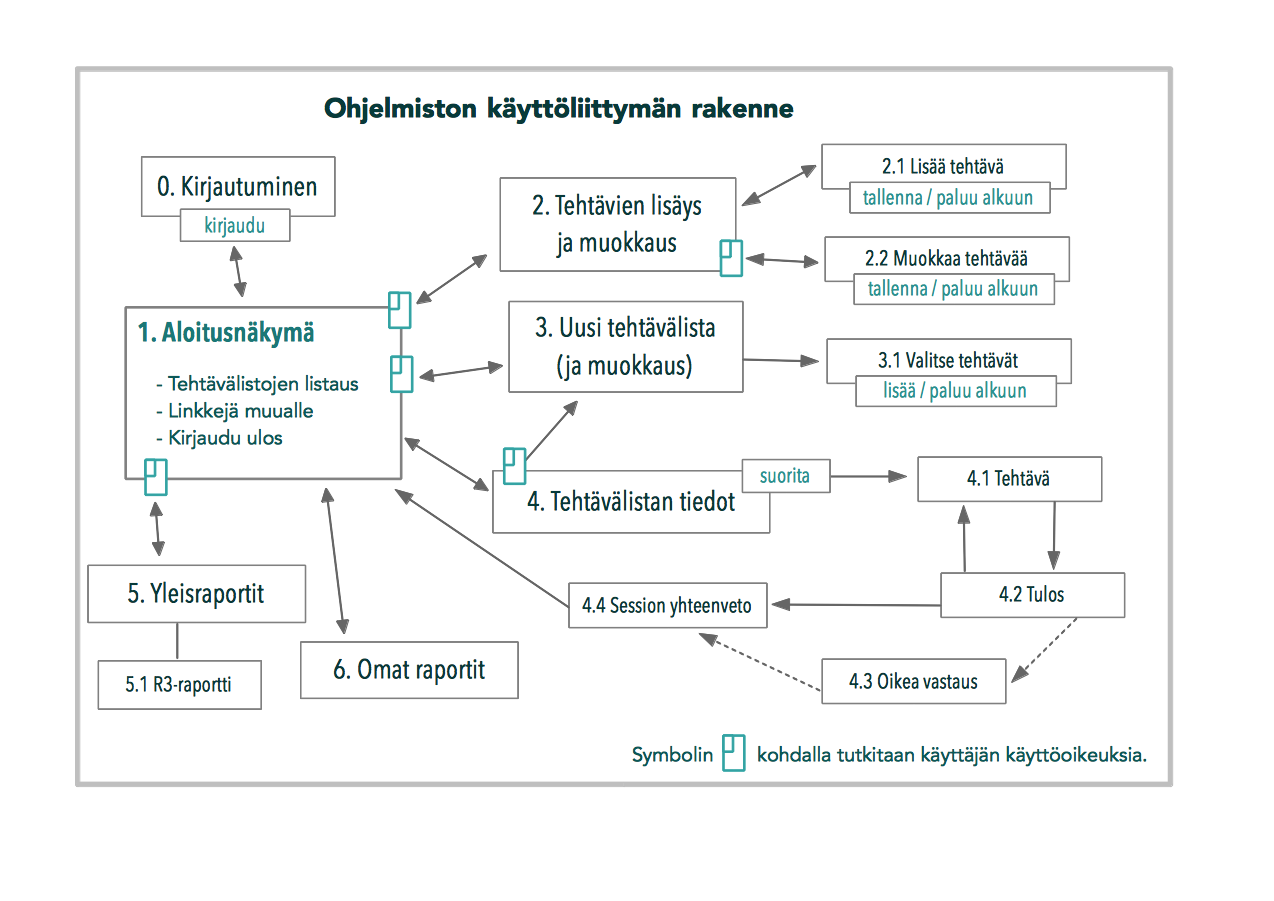 Ohjelmiston käyttöliittymän rakenne
0. Kirjautuminen
kirjaudu
1. Aloitusnäkymä
- Tehtävälistojen listaus
- Linkkejä muualle
- Kirjaudu ulos
2. Tehtävien lisäys
ja muokkaus
2.1 Lisää tehtävä
tallenna / paluu alkuun
2.2 Muokkaa tehtävää
tallenna / paluu alkuun
3. Uusi tehtävälista
(ja muokkaus)
3.1 Valitse tehtävät
lisää / paluu alkuun
4. Tehtävälistan tiedot
suorita
4.1 Tehtävä
4.2 Tulos
4.3 Oikea vastaus
4.4 Session yhteenveto
5. Yleisraportit
5.1 R3-raportti
6. Omat raportit
Symbolin kohdalla tutkitaan käyttäjän käyttöoikeuksia.